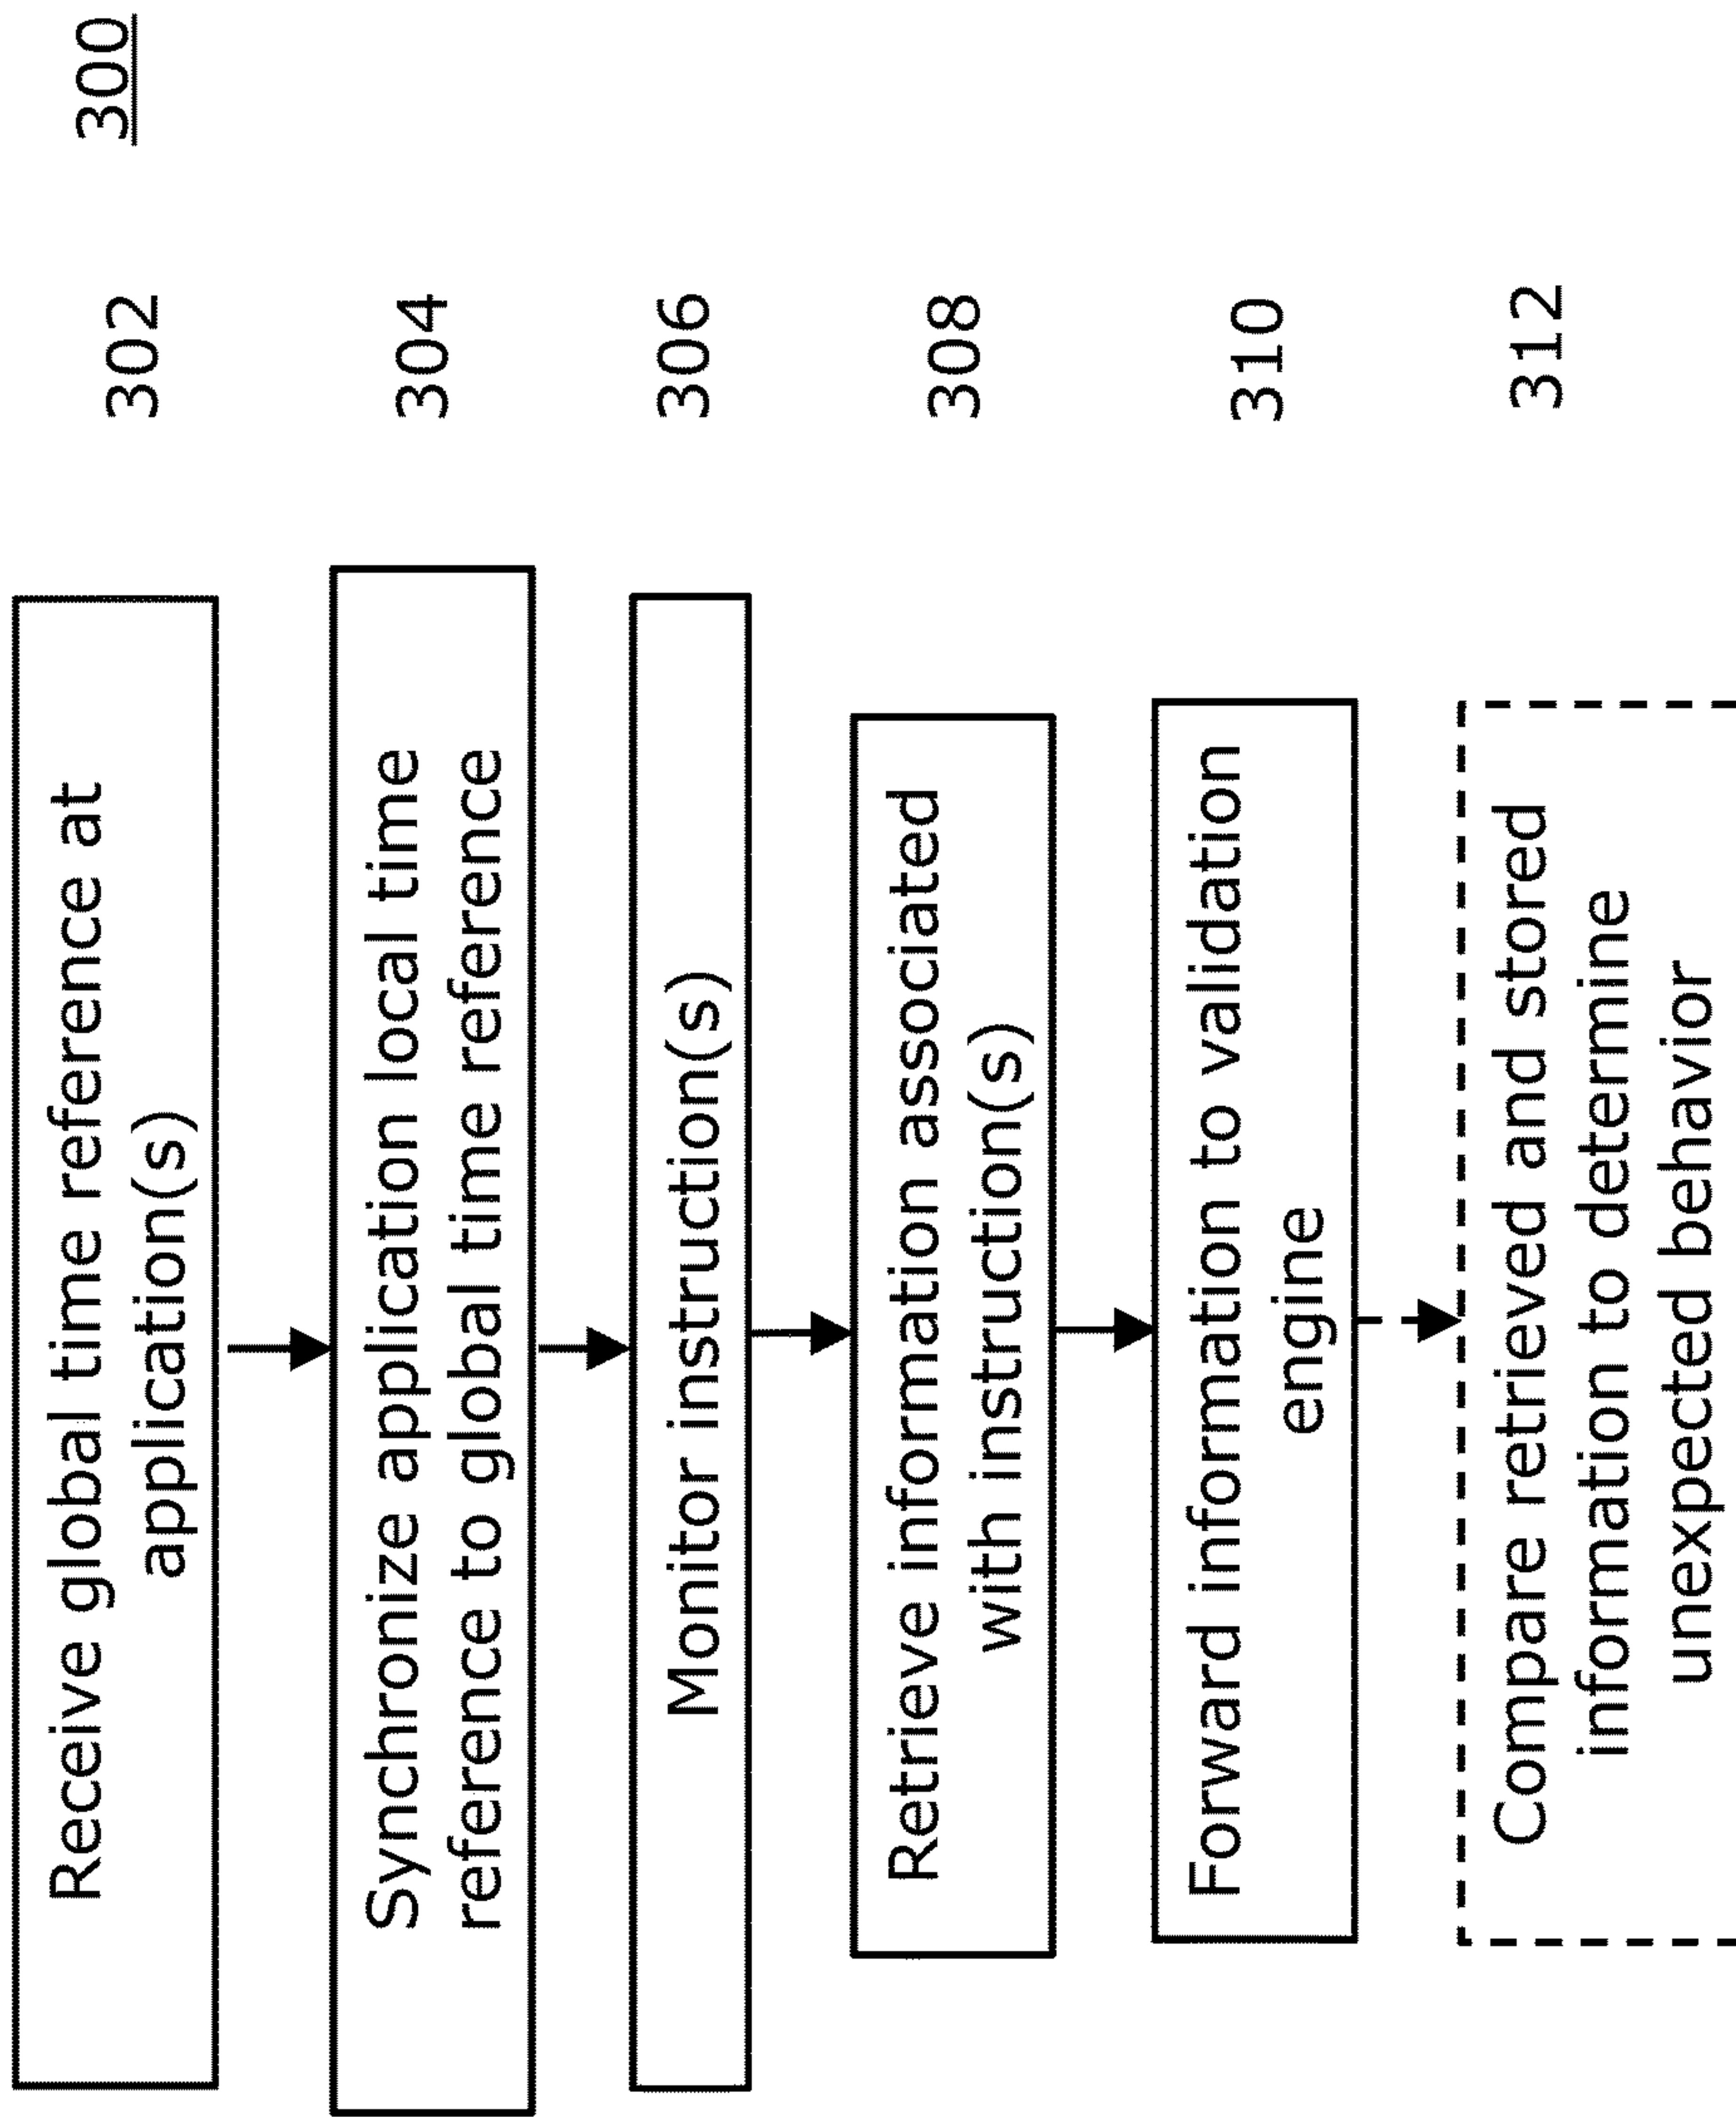 300
Receive global time reference at
application(s)
302
Synchronize application local time
reference to global time reference
304
Monitor instruction(s)
306
Retrieve information associated
with instruction(s)
308
Forward information to validation
engine
310
Compare retrieved and stored
information to determine
unexpected behavior
312